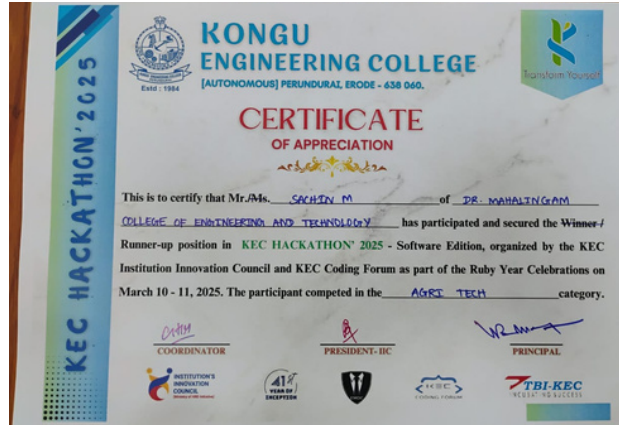 KEC HACKATHON'2025
Estd : 1984
KONGU
ENGINEERING COLLEGE
[AUTONOMOUS] PERUNDURAI, ERODE - 638 060.
Transform Yourself
CERTIFICATE
OF APPRECIATION
This is to certify that Mr./Ms. SACHIN M of DR. MAHALINGAM
COLLEGE OF ENGINEERING AND TECHNOLOGY has participated and secured the Winner /
Runner-up position in KEC HACKATHON' 2025 - Software Edition, organized by the KEC
Institution Innovation Council and KEC Coding Forum as part of the Ruby Year Celebrations on
March 10 - 11, 2025. The participant competed in the AGRI TECH category.
COORDINATOR
PRESIDENT- IIC
PRINCIPAL
INSTITUTION'S
INNOVATION
COUNCIL
41st
YEAR OF
INCEPTION
KEC
CODING FORUM
TBI-KEC
INCUBATING SUCCESS